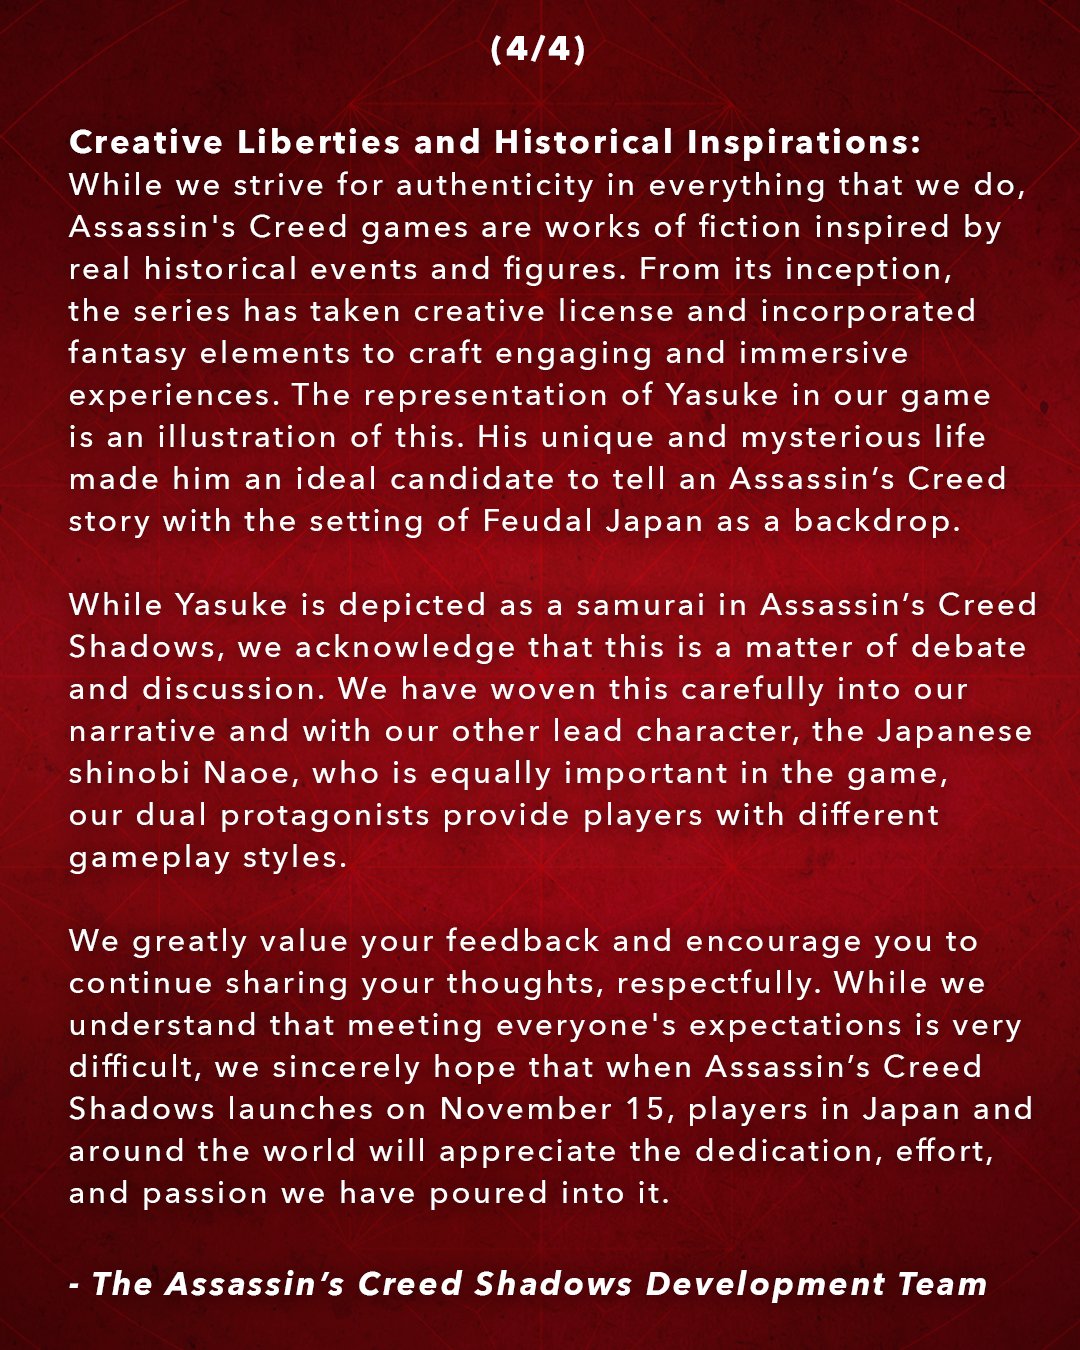 (4/4)
Creative Liberties and Historical Inspirations:
While we strive for authenticity in everything that we do,
Assassin's Creed games are works of fiction inspired by
real historical events and figures. From its inception,
the series has taken creative license and incorporated
fantasy elements to craft engaging and immersive
experiences. The representation of Yasuke in our game
is an illustration of this. His unique and mysterious life
made him an ideal candidate to tell an Assassin’s Creed
story with the setting of Feudal Japan as a backdrop.
While Yasuke is depicted as a samurai in Assassin’s Creed
Shadows, we acknowledge that this is a matter of debate
and discussion. We have woven this carefully into our
narrative and with our other lead character, the Japanese
shinobi Naoe, who is equally important in the game,
our dual protagonists provide players with different
gameplay styles.
We greatly value your feedback and encourage you to
continue sharing your thoughts, respectfully. While we
understand that meeting everyone's expectations is very
difficult, we sincerely hope that when Assassin’s Creed
Shadows launches on November 15, players in Japan and
around the world will appreciate the dedication, effort,
and passion we have poured into it.
- The Assassin’s Creed Shadows Development Team